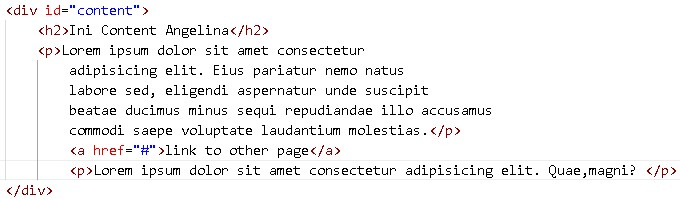 <div id="content">
<h2>Ini Content Angelina</h2>
<p>Lorem ipsum dolor sit amet consectetur
adipisicing elit. Eius pariatur nemo natus
labore sed, eligendi aspernatur unde suscipit
beatae ducimus minus sequi repudiandae illo accusamus
commodi saepe voluptate laudantium molestias.</p>
<a href="#">link to other page</a>
<p>Lorem ipsum dolor sit amet consectetur adipisicing elit. Quae,magni? </p>
</div>